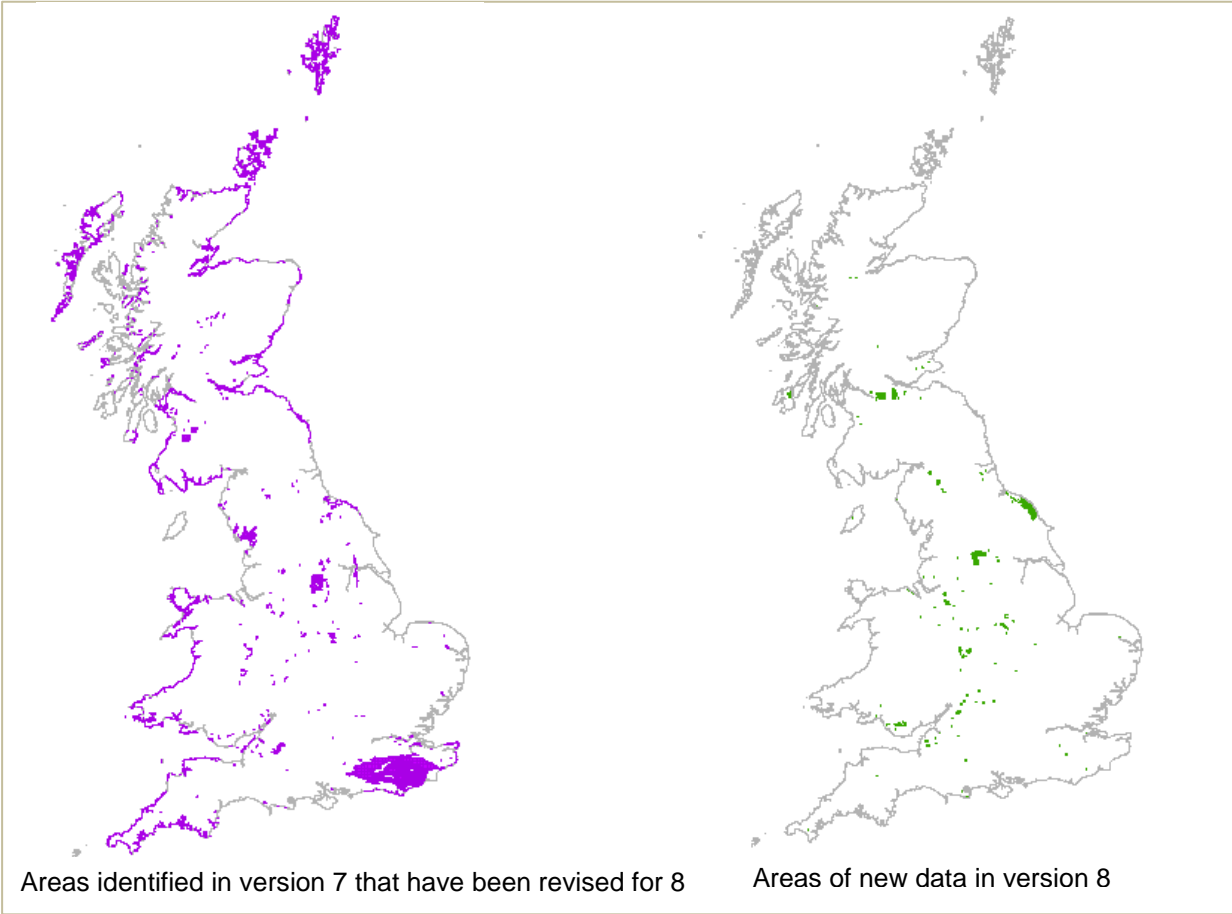 Areas identified in version 7 that have been revised for 8
Areas of new data in version 8